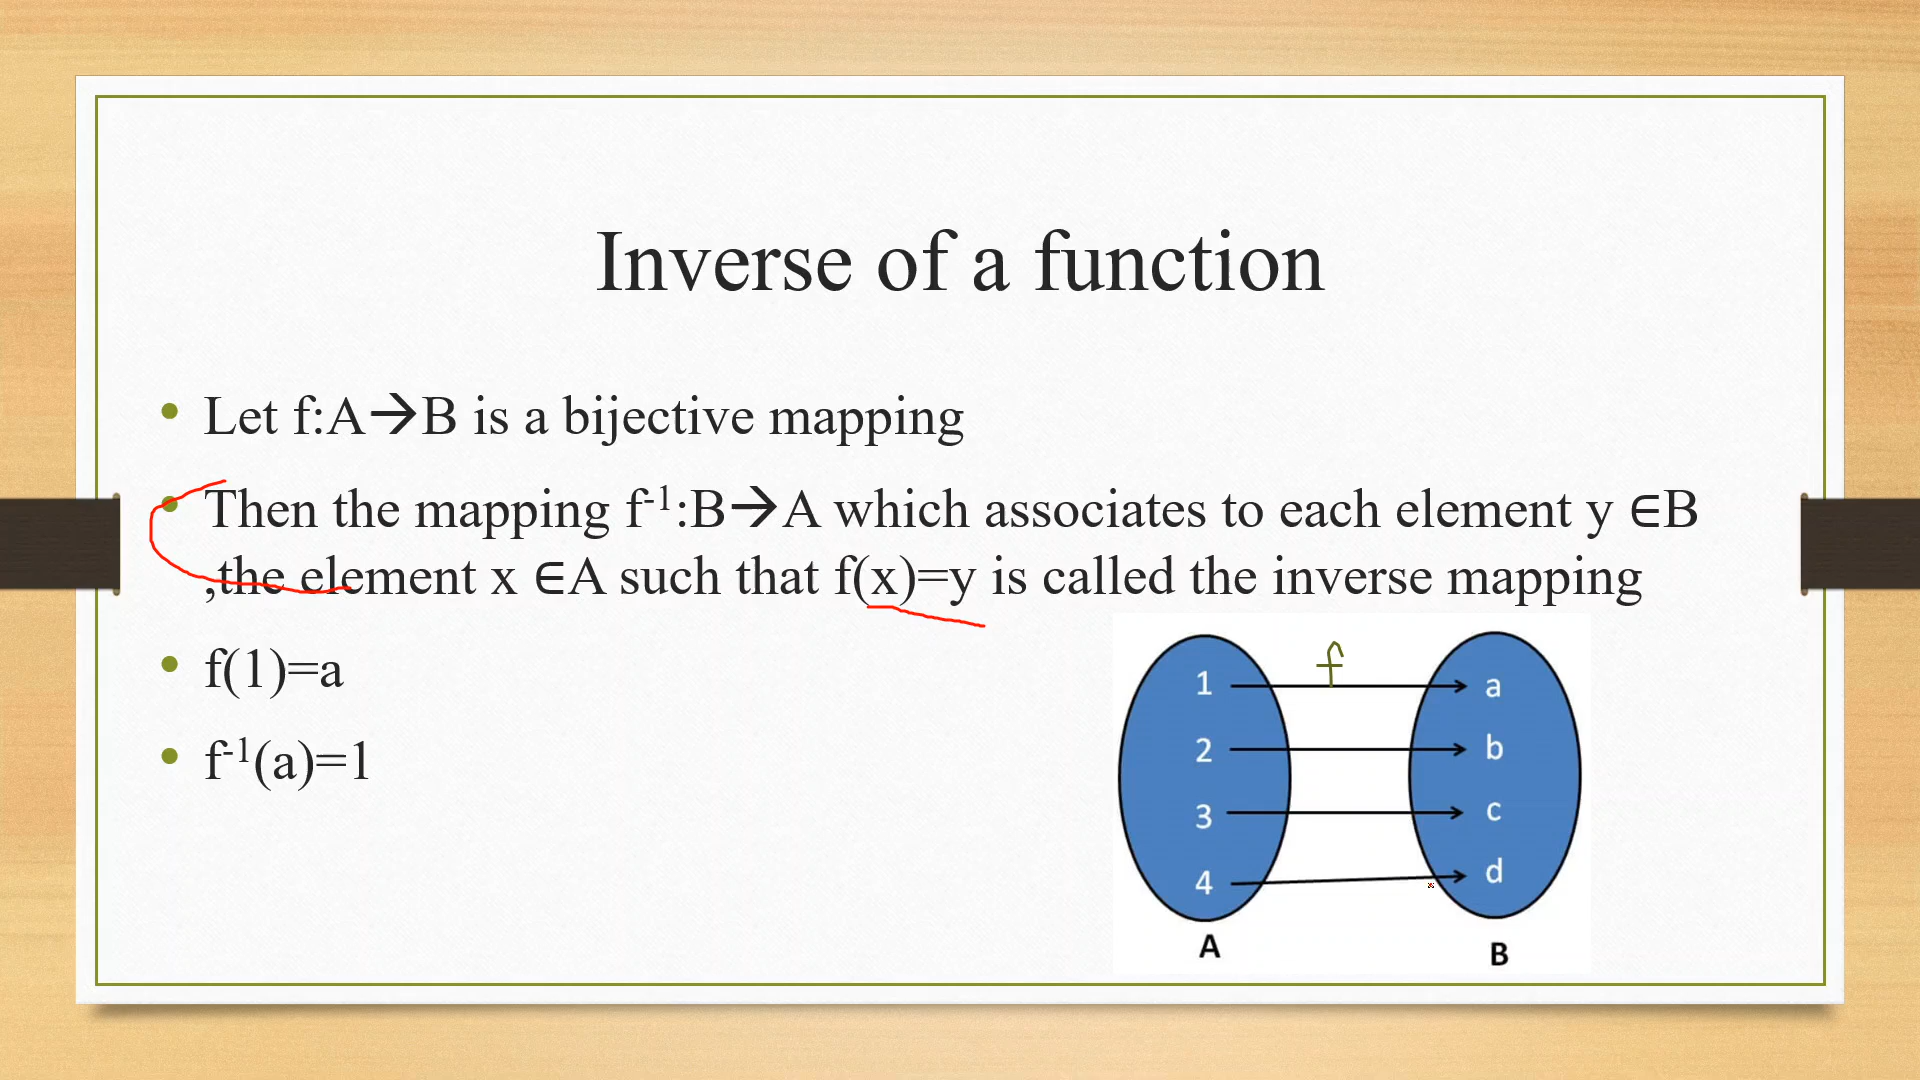 Inverse of a function
• Let f:A→B is a bijective mapping
• Then the mapping f⁻¹:B→A which associates to each element y ∈B
,the element x ∈A such that f(x)=y is called the inverse mapping
• f(1)=a
• f⁻¹(a)=1
f
1 a
2 b
3 c
4 d
A B